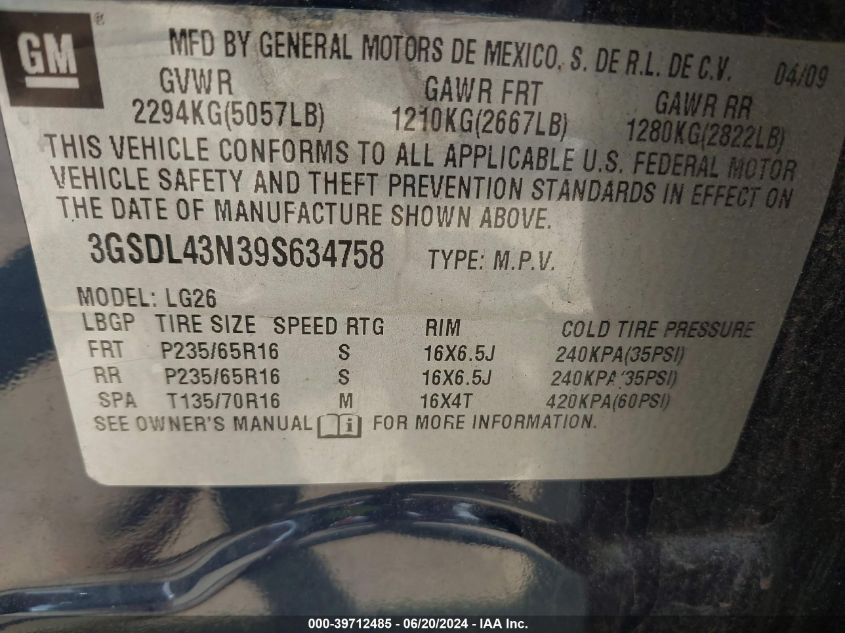 GM ®
MFD BY GENERAL MOTORS DE MEXICO, S. DE R.L. DE C.V. 04/09
GVWR GAWR FRT GAWR RR
2294KG(5057LB) 1210KG(2667LB) 1280KG(2822LB)
THIS VEHICLE CONFORMS TO ALL APPLICABLE U.S. FEDERAL MOTOR
VEHICLE SAFETY AND THEFT PREVENTION STANDARDS IN EFFECT ON
THE DATE OF MANUFACTURE SHOWN ABOVE.
3GSDL43N39S634758 TYPE: M.P.V.
MODEL: LG26
LBGP TIRE SIZE SPEED RTG RIM COLD TIRE PRESSURE
FRT P235/65R16 S 16X6.5J 240KPA(35PSI)
RR P235/65R16 S 16X6.5J 240KPA(35PSI)
SPA T135/70R16 M 16X4T 420KPA(60PSI)
SEE OWNER'S MANUAL i FOR MORE INFORMATION.
000-39712485 - 06/20/2024 - IAA Inc.